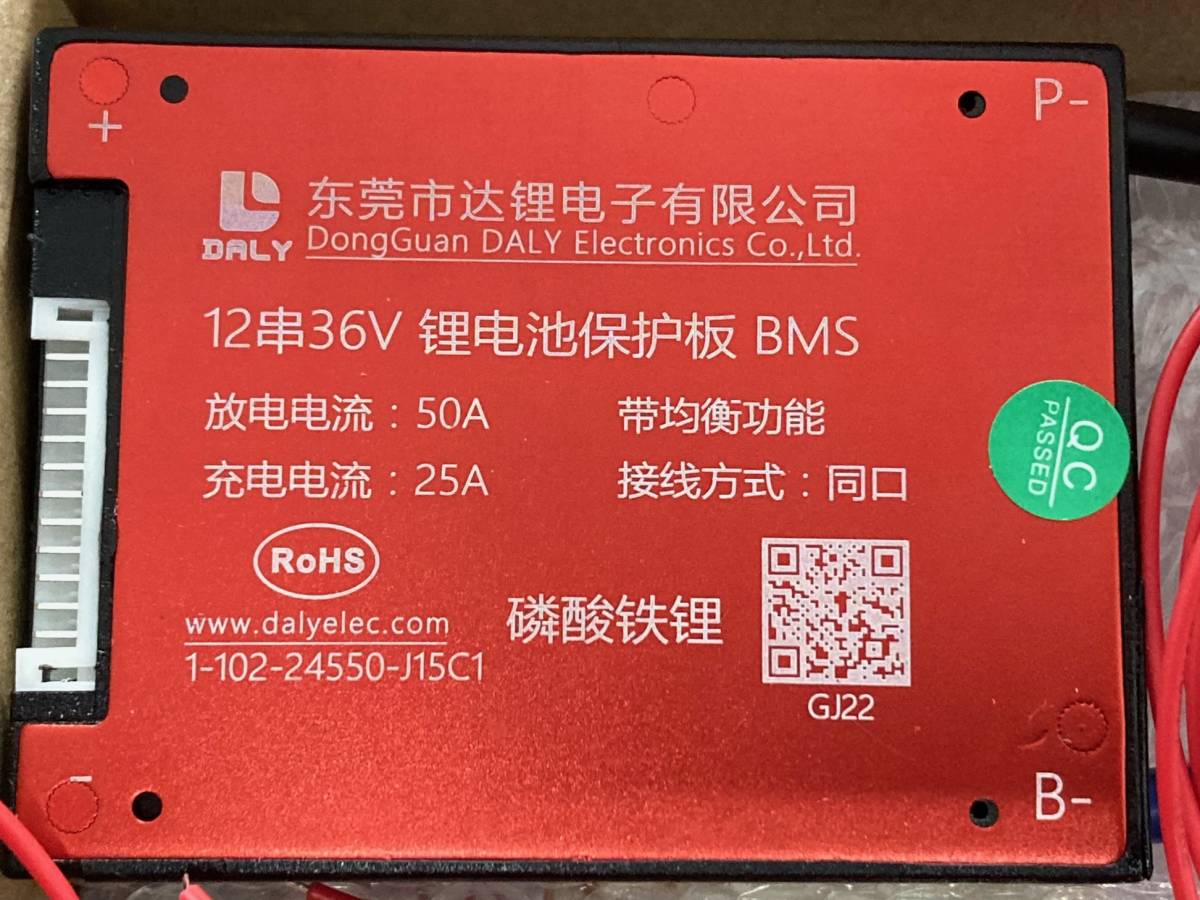 +
P-
DALY
东莞市达锂电子有限公司
DongGuan DALY Electronics Co.,Ltd.
12串36V 锂电池保护板 BMS
放电电流：50A
带均衡功能
充电电流：25A
接线方式：同口
QC
PASSED
RoHS
www.dalyelec.com
1-102-24550-J15C1
磷酸铁锂
GJ22
-
B-